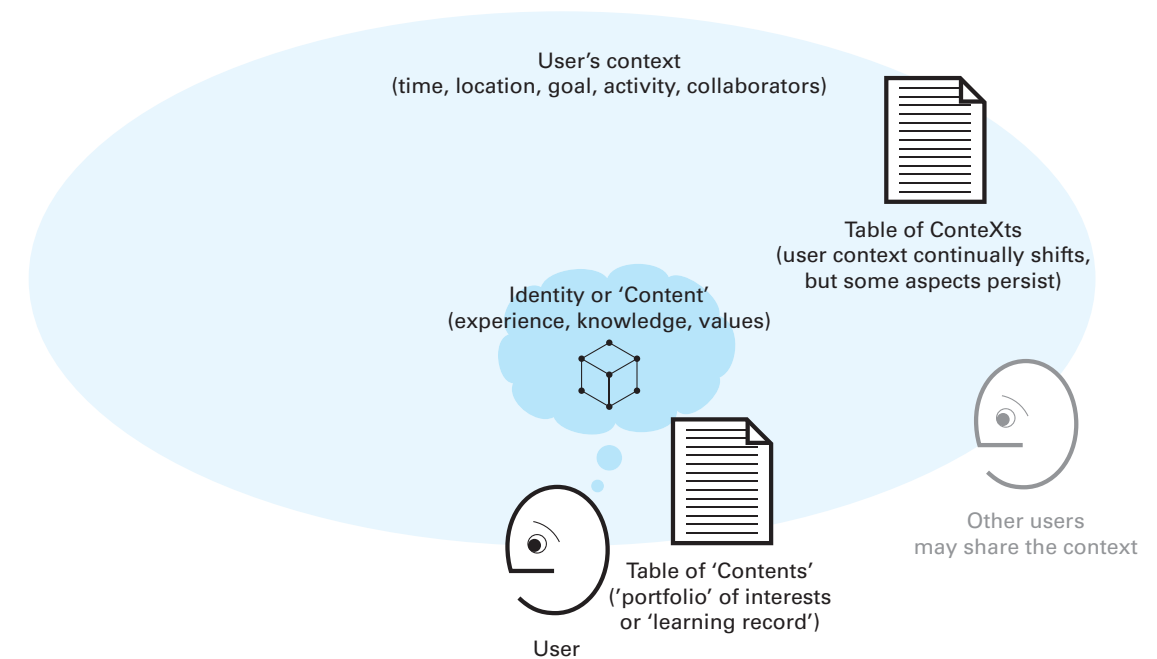 User’s context
(time, location, goal, activity, collaborators)
Table of ConteXts
(user context continually shifts,
but some aspects persist)
Identity or ‘Content’
(experience, knowledge, values)
Other users
may share the context
Table of ‘Contents’
(’portfolio’ of interests
or ‘learning record’)
User